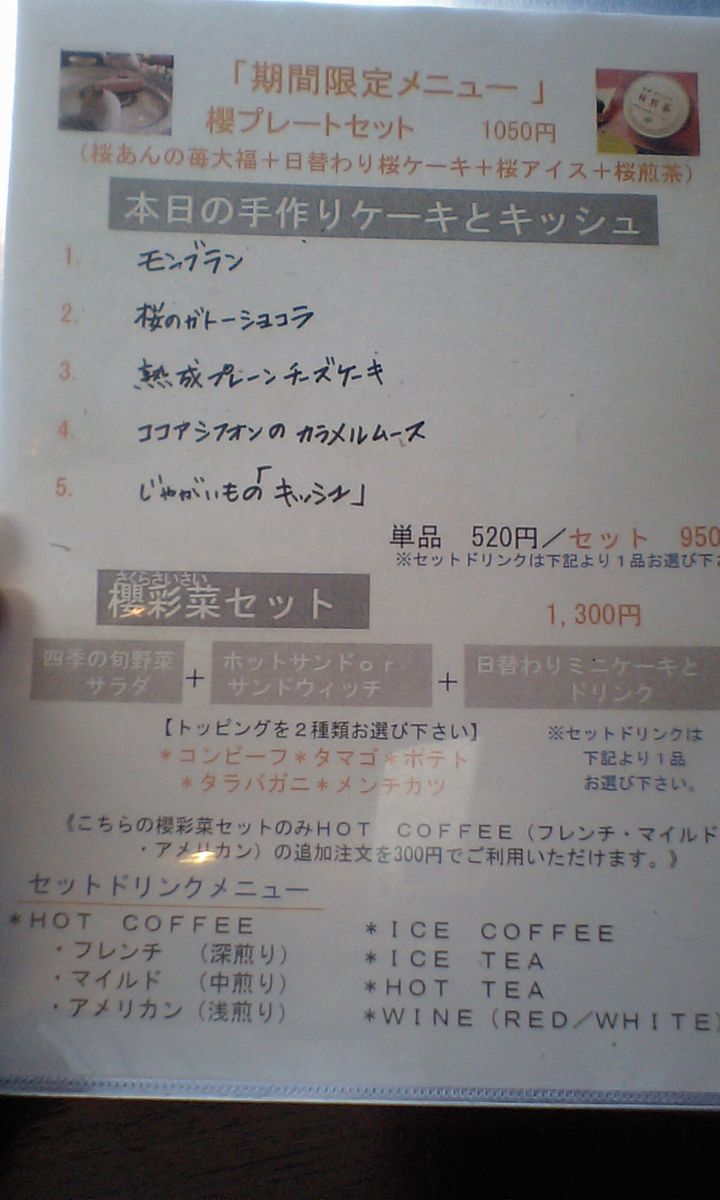 「期間限定メニュー」
櫻プレートセット 1050円
(桜あんの苺大福+日替わり桜ケーキ+桜アイス+桜煎茶)
本日の手作りケーキとキッシュ
1. モンブラン
2. 桜のガトーショコラ
3. 熟成プレーンチーズケーキ
4. ココアシフォンのカラメルムース
5. じゃがいもの「キッシュ」
単品 520円/セット 950
※セットドリンクは下記より1品お選び下さ
さくらさいさい
櫻彩菜セット 1,300円
四季の旬野菜
サラダ
+
ホットサンドor
サンドウィッチ
+
日替わりミニケーキと
ドリンク
【トッピングを2種類お選び下さい】
*コンビーフ*タマゴ*ポテト
*タラバガニ*メンチカツ
※セットドリンクは
下記より1品
お選び下さい。
《こちらの櫻彩菜セットのみHOT COFFEE(フレンチ・マイルド
・アメリカン)の追加注文を300円でご利用いただけます。》
セットドリンクメニュー
*HOT COFFEE
・フレンチ (深煎り)
・マイルド (中煎り)
・アメリカン (浅煎り)
*ICE COFFEE
*ICE TEA
*HOT TEA
*WINE(RED/WHITE)